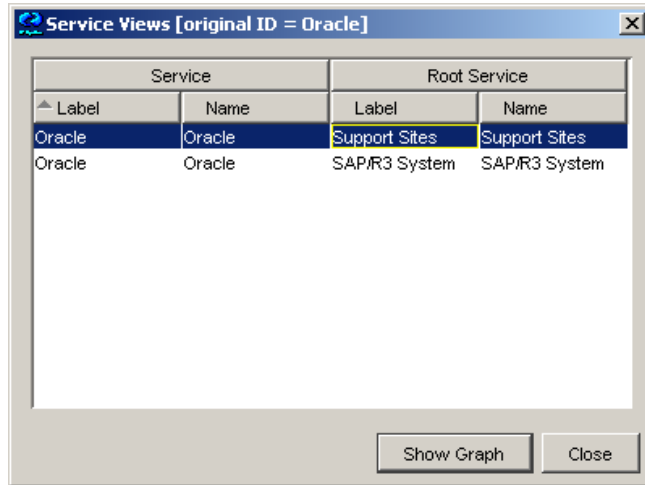 Service Views [original ID = Oracle]
Service Root Service
Label Name Label Name
Oracle Oracle Support Sites Support Sites
Oracle Oracle SAP/R3 System SAP/R3 System
Show Graph Close